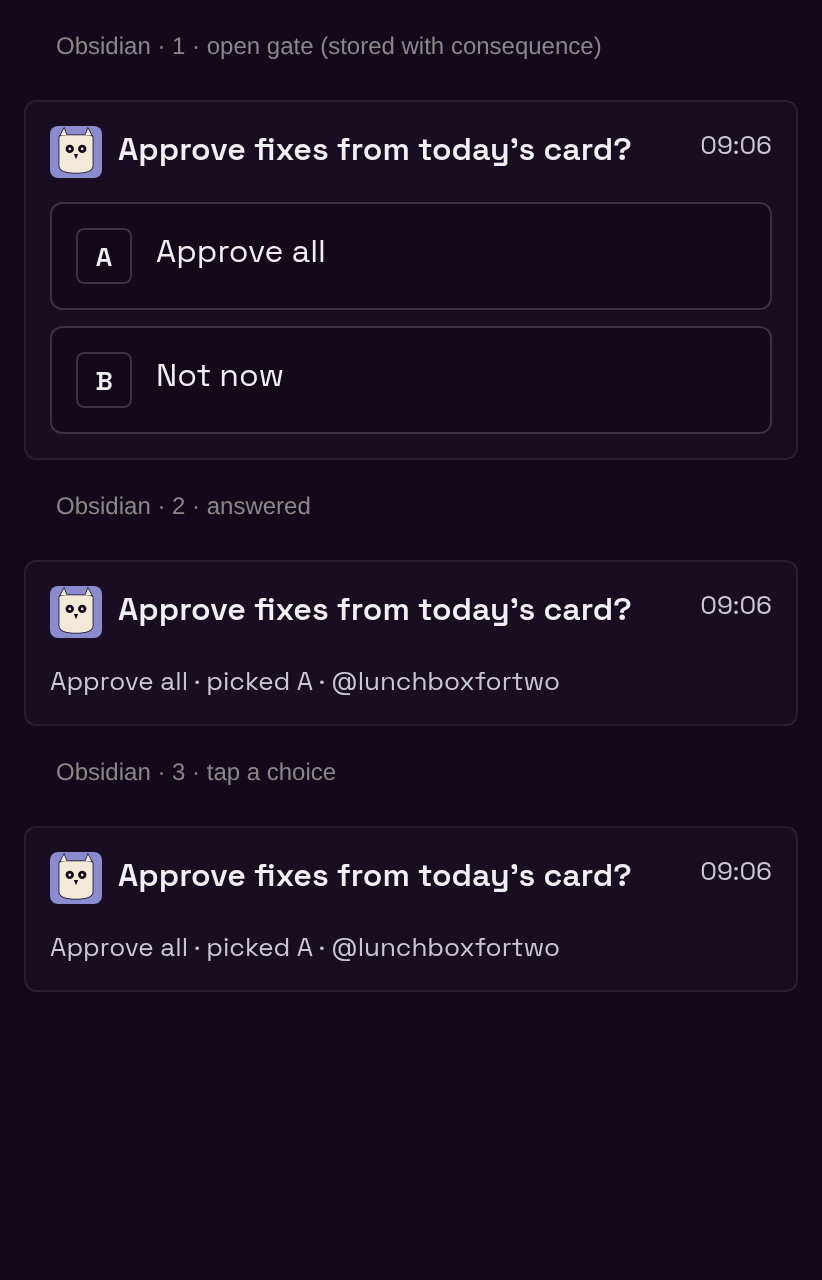 Obsidian · 1 · open gate (stored with consequence)
Approve fixes from today’s card?
09:06
A
Approve all
B
Not now
Obsidian · 2 · answered
Approve fixes from today’s card?
09:06
Approve all · picked A · @lunchboxfortwo
Obsidian · 3 · tap a choice
Approve fixes from today’s card?
09:06
Approve all · picked A · @lunchboxfortwo